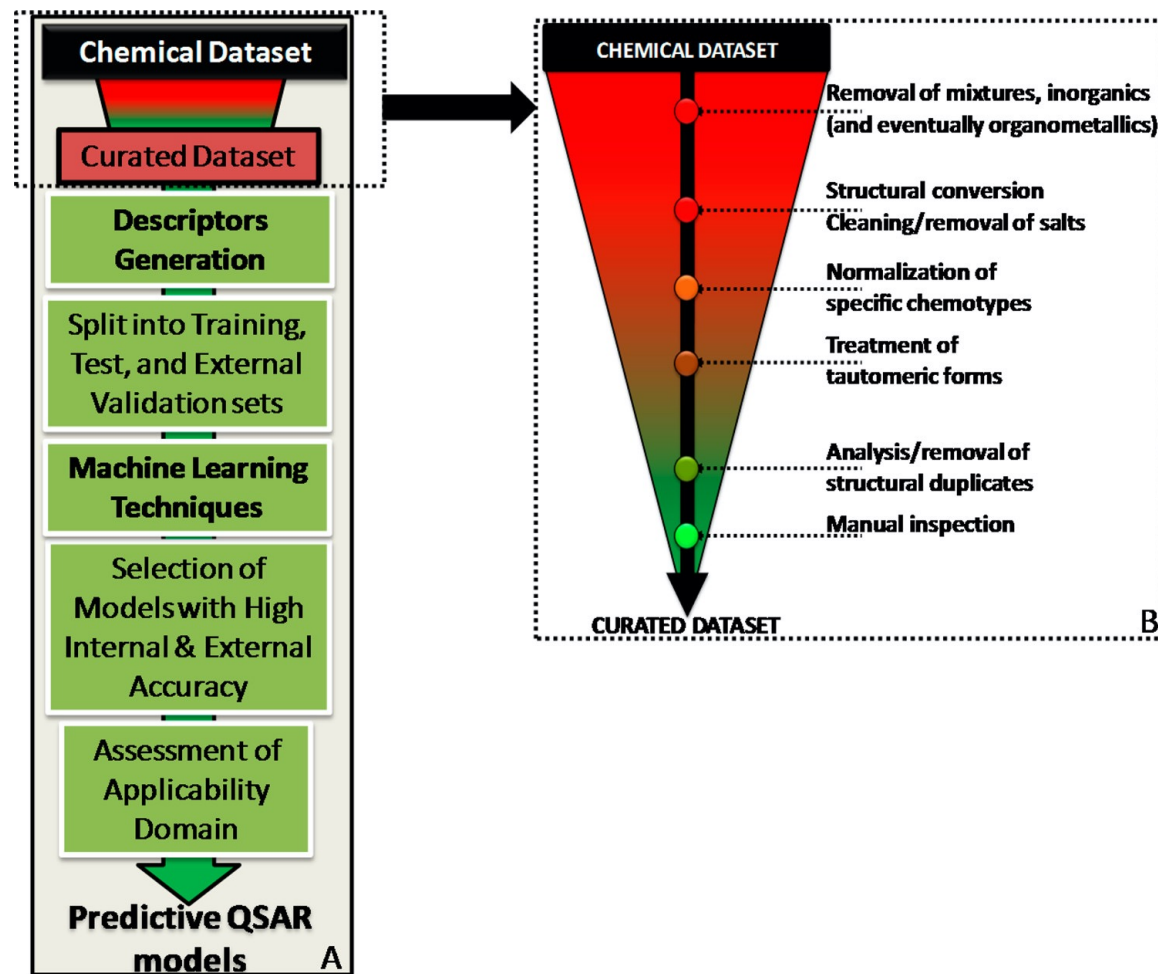 Chemical Dataset
Curated Dataset
Descriptors
Generation
Split into Training,
Test, and External
Validation sets
Machine Learning
Techniques
Selection of
Models with High
Internal & External
Accuracy
Assessment of
Applicability
Domain
Predictive QSAR
models
A
CHEMICAL DATASET
Removal of mixtures, inorganics
(and eventually organometallics)
Structural conversion
Cleaning/removal of salts
Normalization of
specific chemotypes
Treatment of
tautomeric forms
Analysis/removal of
structural duplicates
Manual inspection
CURATED DATASET
B